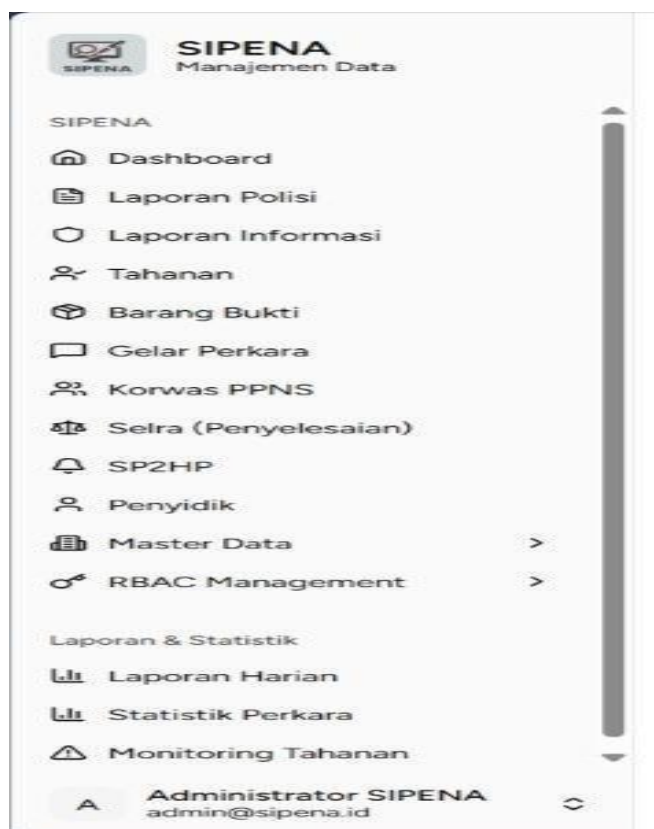 SIPENA
SIPENA
Manajemen Data
SIPENA
Dashboard
Laporan Polisi
Laporan Informasi
Tahanan
Barang Bukti
Gelar Perkara
Korwas PPNS
Selra (Penyelesaian)
SP2HP
Penyidik
Master Data >
RBAC Management >
Laporan & Statistik
Laporan Harian
Statistik Perkara
Monitoring Tahanan
A
Administrator SIPENA
admin@sipena.id